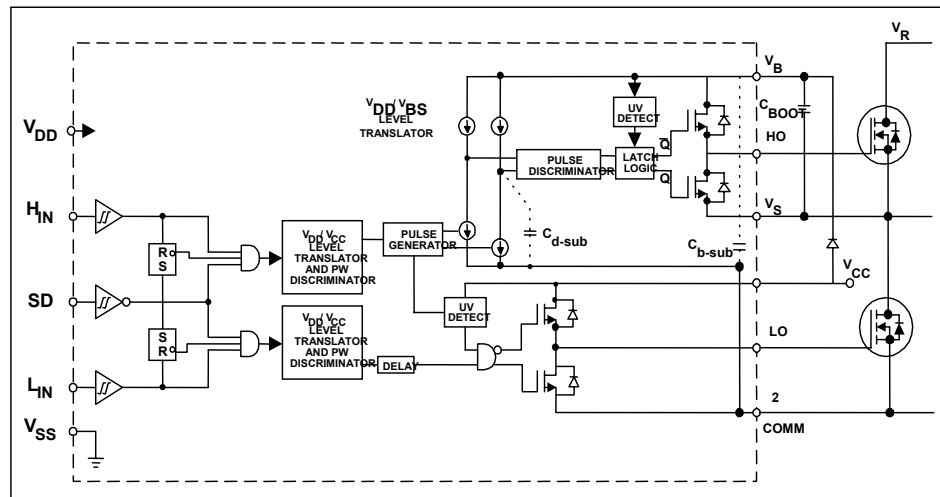 V_R
V_B
V_DD/V_BS
LEVEL
TRANSLATOR
UV
DETECT
C_BOOT
V_DD
HO
Q̅
PULSE
DISCRIMINATOR
LATCH
LOGIC
Q
H_IN
V_S
V_DD/V_CC
LEVEL
TRANSLATOR
AND PW
DISCRIMINATOR
PULSE
GENERATOR
C_d-sub
C_b-sub
R
S
V_CC
SD
UV
DETECT
V_DD/V_CC
LEVEL
TRANSLATOR
AND PW
DISCRIMINATOR
S
R
LO
DELAY
L_IN
2
COMM
V_SS